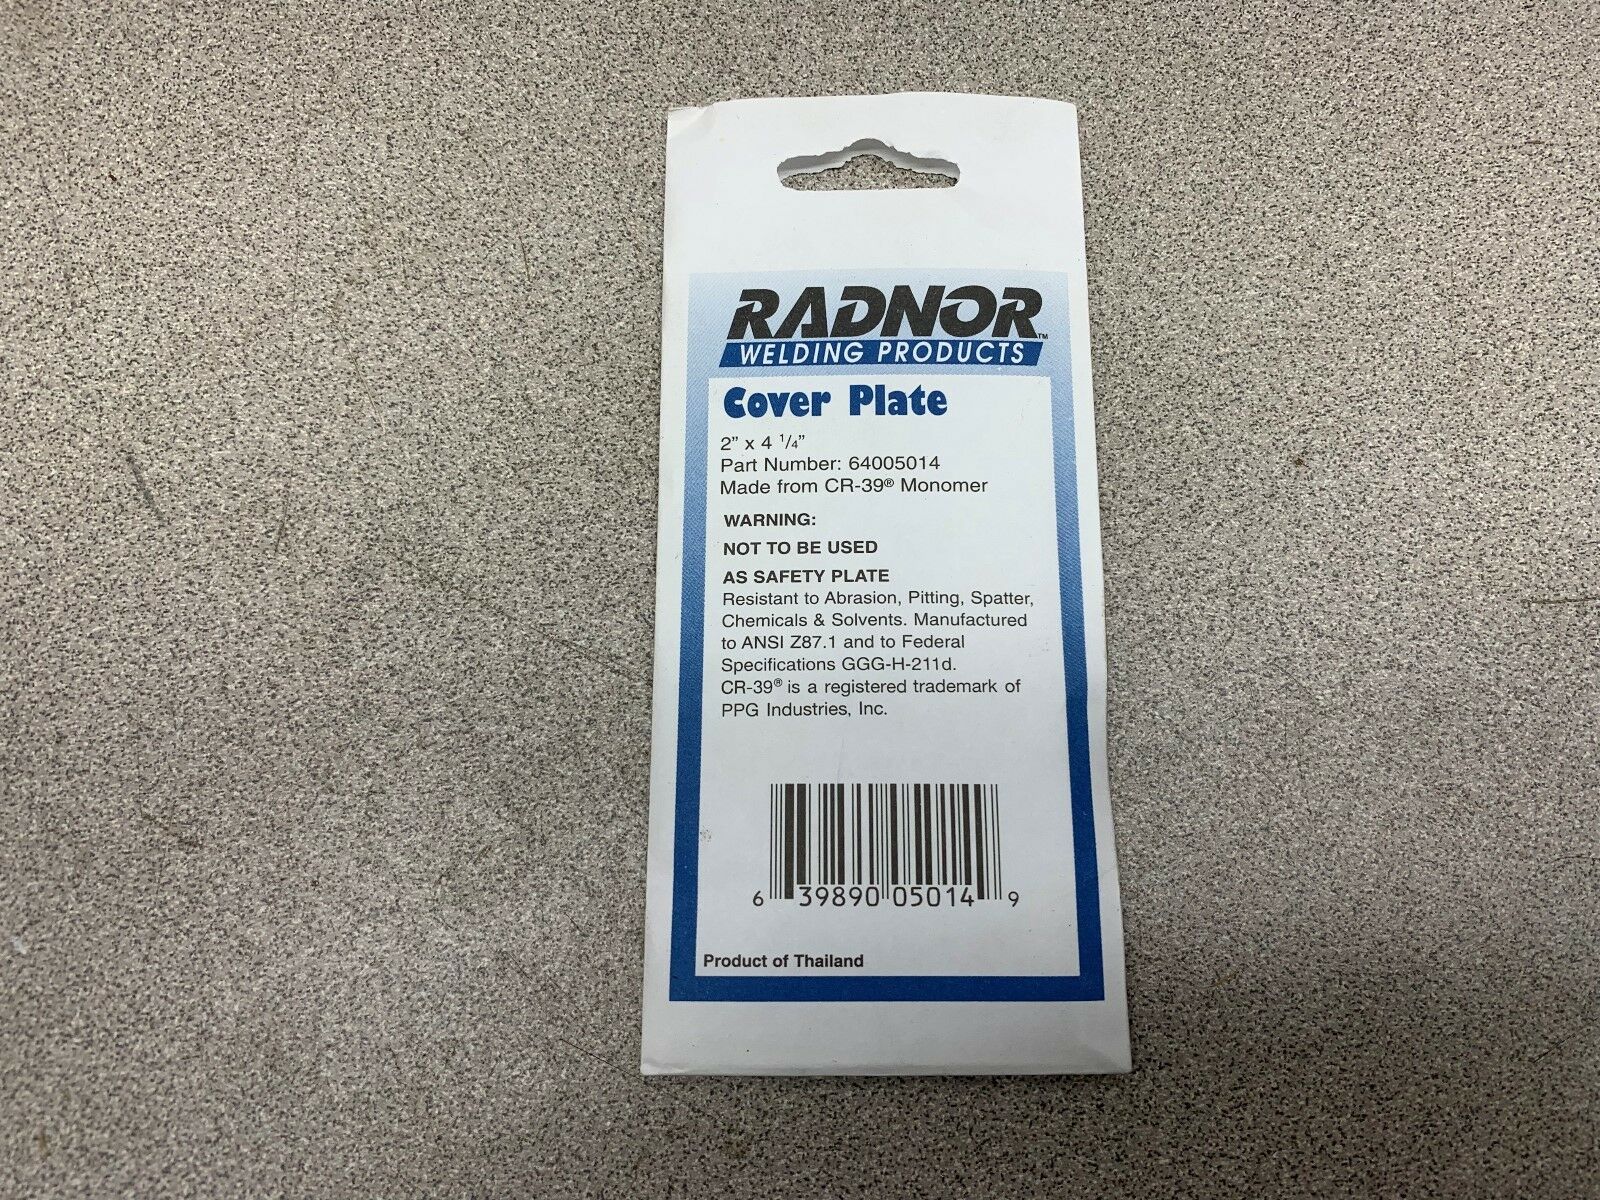 RADNOR™
WELDING PRODUCTS
Cover Plate
2" x 4 1/4"
Part Number: 64005014
Made from CR-39® Monomer
WARNING:
NOT TO BE USED
AS SAFETY PLATE
Resistant to Abrasion, Pitting, Spatter,
Chemicals & Solvents. Manufactured
to ANSI Z87.1 and to Federal
Specifications GGG-H-211d.
CR-39® is a registered trademark of
PPG Industries, Inc.
6 39890 05014 9
Product of Thailand